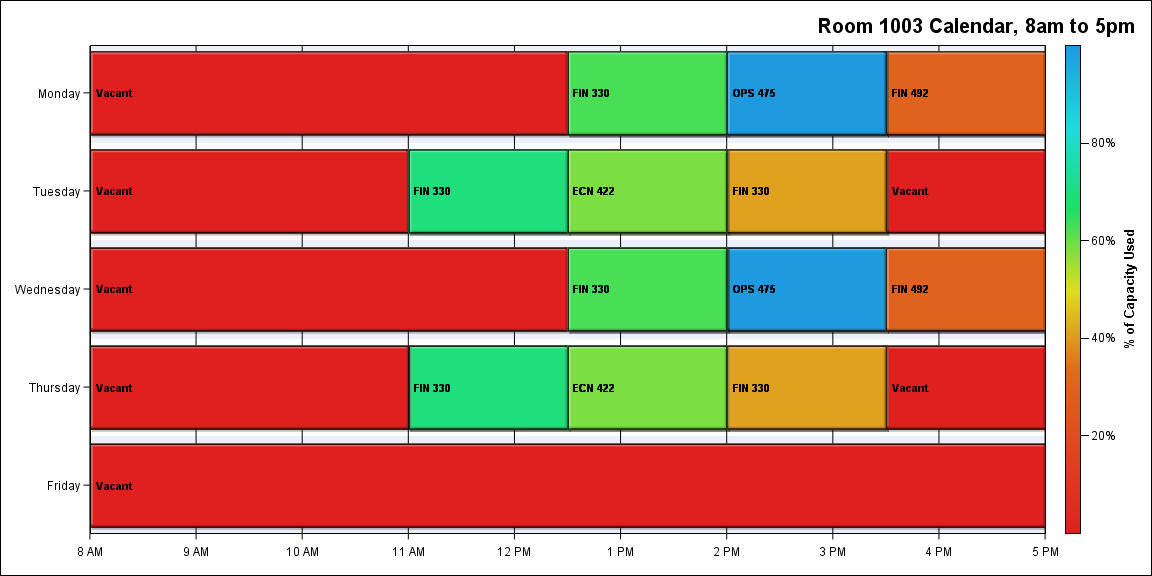 Room 1003 Calendar, 8am to 5pm
Monday
Vacant
FIN 330
OPS 475
FIN 492
Tuesday
Vacant
FIN 330
ECN 422
FIN 330
Vacant
Wednesday
Vacant
FIN 330
OPS 475
FIN 492
Thursday
Vacant
FIN 330
ECN 422
FIN 330
Vacant
Friday
Vacant
8 AM
9 AM
10 AM
11 AM
12 PM
1 PM
2 PM
3 PM
4 PM
5 PM
80%
60%
40%
20%
% of Capacity Used